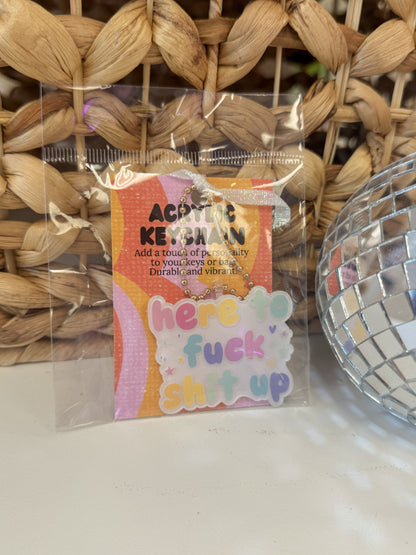 ACRYLIC
KEYCHAIN
Add a touch of personality
to your keys or bag.
Durable and vibrant!
here to
fuck
shit up